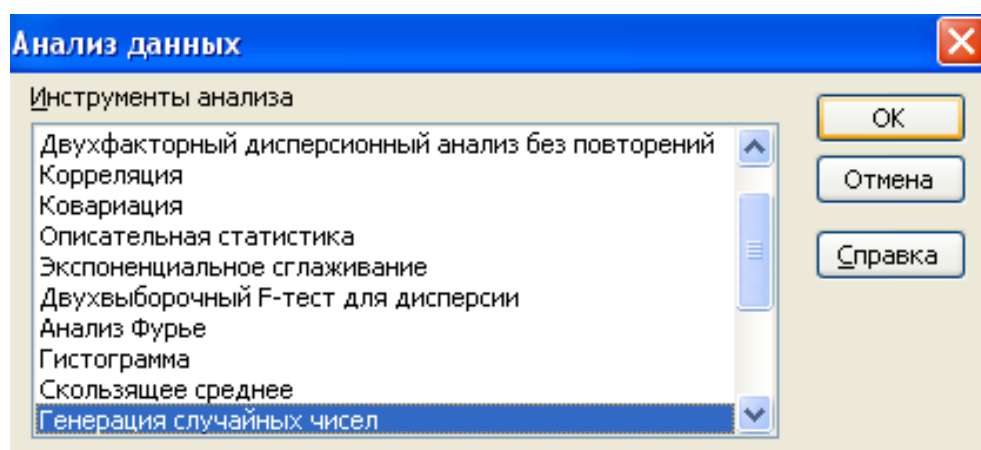 Анализ данных
Инструменты анализа
Двухфакторный дисперсионный анализ без повторений
Корреляция
Ковариация
Описательная статистика
Экспоненциальное сглаживание
Двухвыборочный F-тест для дисперсии
Анализ Фурье
Гистограмма
Скользящее среднее
Генерация случайных чисел
ОК
Отмена
Справка